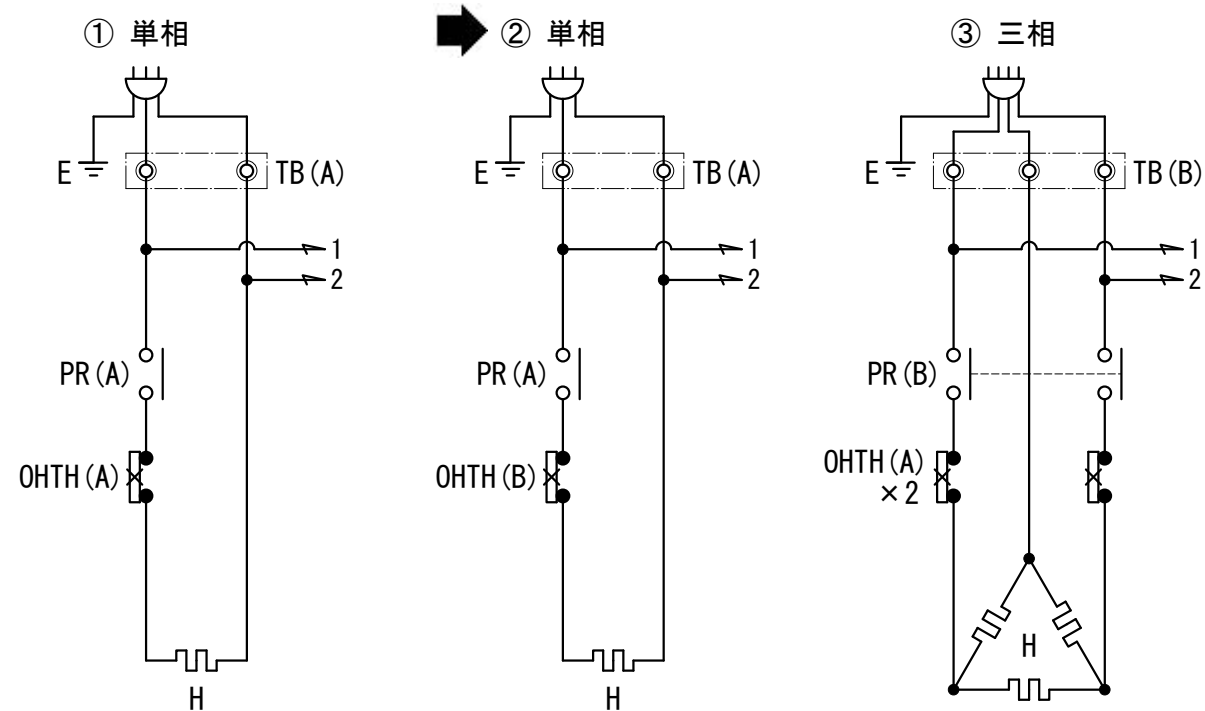 ① 単相
E
TB(A)
1
2
PR(A)
OHTH(A)
H
② 単相
E
TB(A)
1
2
PR(A)
OHTH(B)
H
③ 三相
E
TB(B)
1
2
PR(B)
OHTH(A)
×2
H